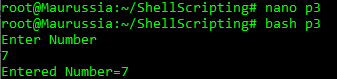 root@Maurussia:~/ShellScripting# nano p3
root@Maurussia:~/ShellScripting# bash p3
Enter Number
7
Entered Number=7